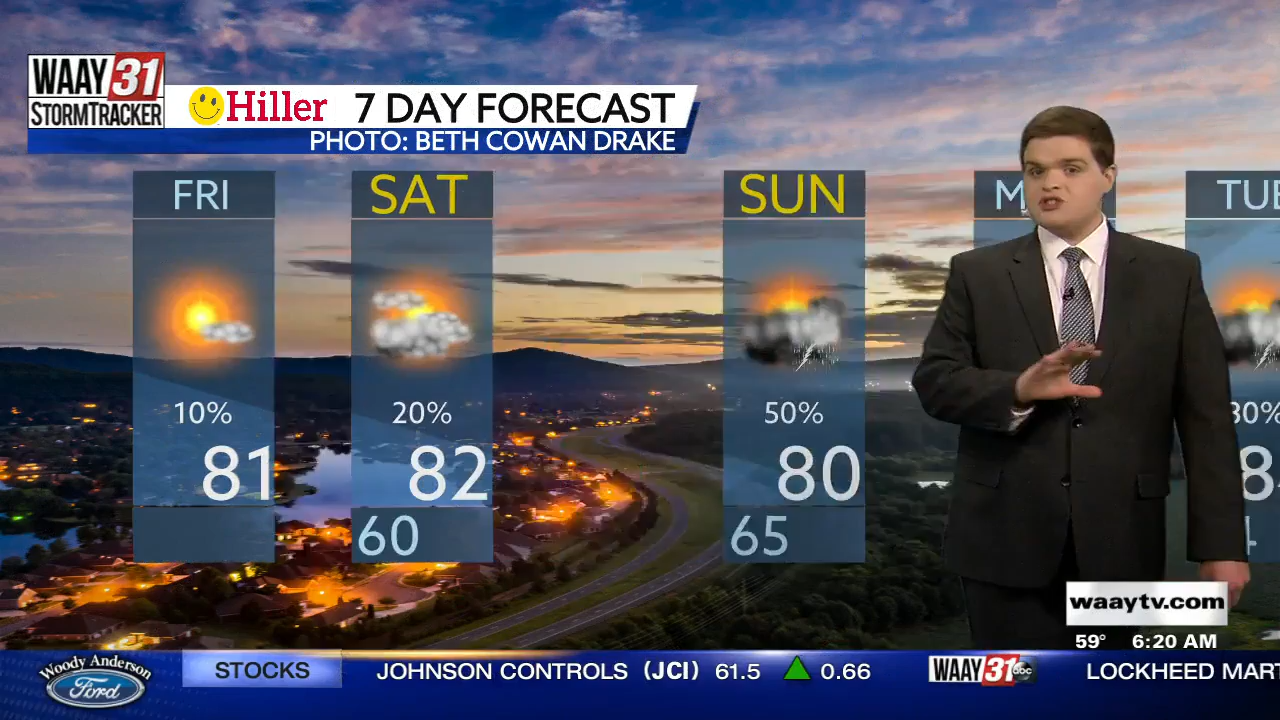 WAAY 31
STORMTRACKER
Hiller 7 DAY FORECAST
PHOTO: BETH COWAN DRAKE
FRI SAT SUN
10% 20% 50%
81 82 80
60 65
waaytv.com
59° 6:20 AM
Woody Anderson
Ford
STOCKS JOHNSON CONTROLS (JCI) 61.5 0.66 WAAY 31 abc LOCKHEED